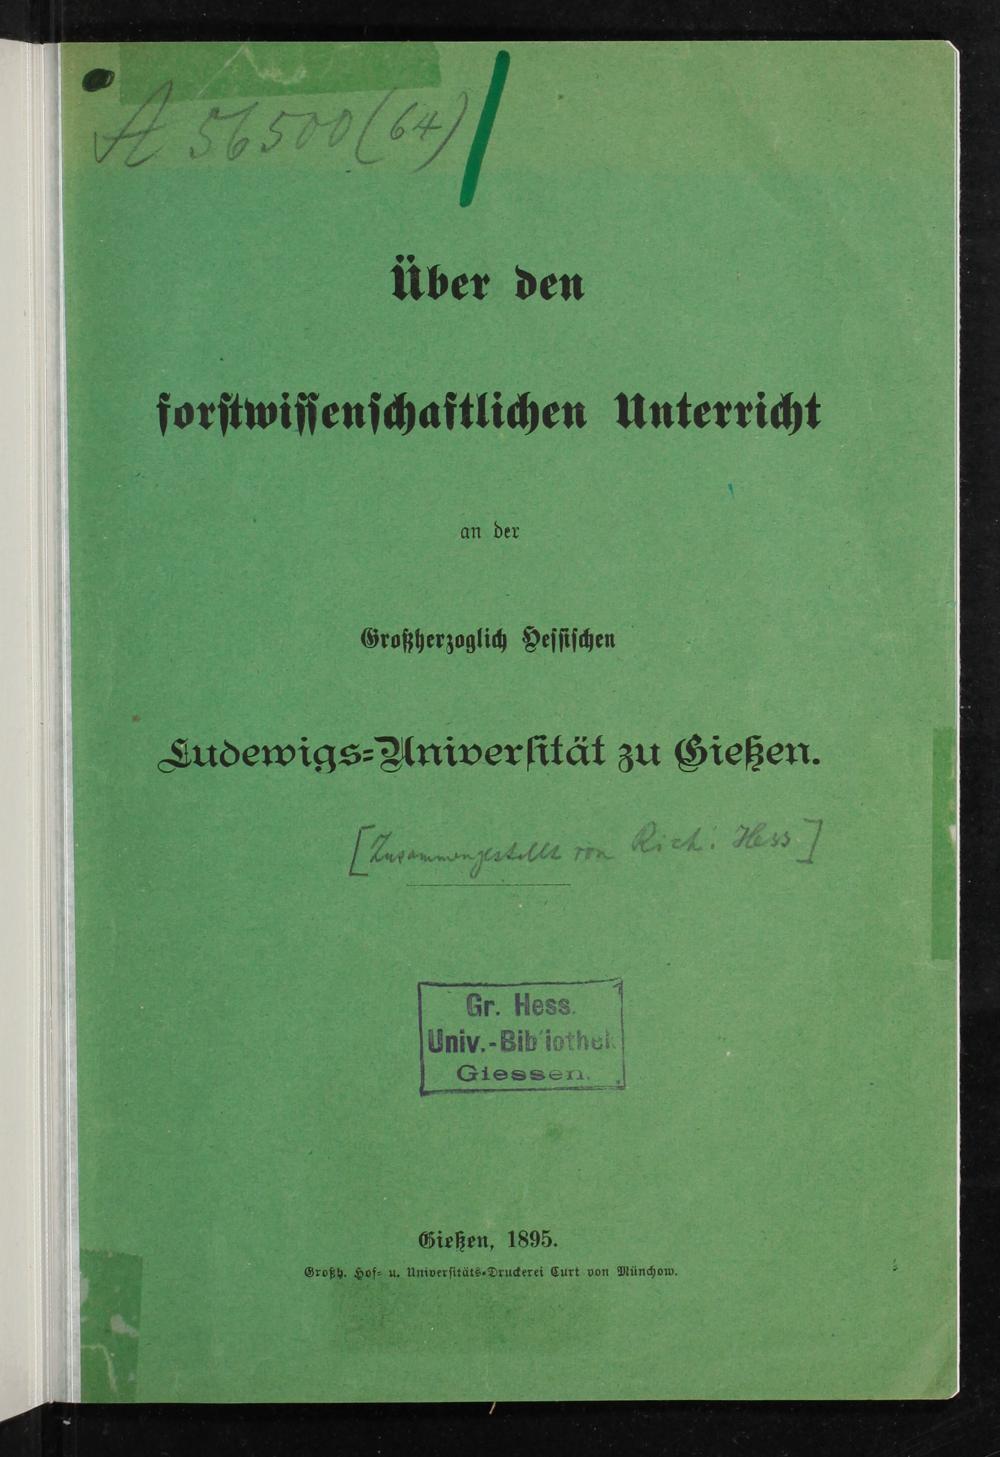 A 56500 (64)
Über den
forstwissenschaftlichen Unterricht
an der
Großherzoglich Hessischen
Ludewigs-Universität zu Gießen.
[Zusammengestellt von Rich. Hess]
Gr. Hess.
Univ.-Bibliothek
Giessen.
Gießen, 1895.
Großh. Hof- u. Universitäts-Druckerei Curt von Münchow.